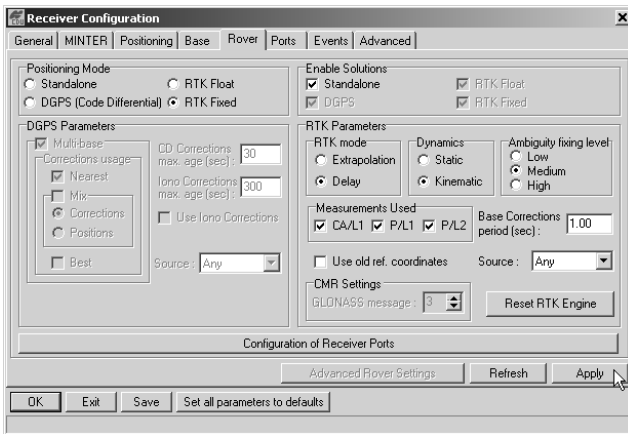 Receiver Configuration
General MINTER Positioning Base Rover Ports Events Advanced
Positioning Mode
Standalone RTK Float
DGPS (Code Differential) RTK Fixed
Enable Solutions
Standalone RTK Float
DGPS RTK Fixed
DGPS Parameters
Multi-base
Corrections usage
Nearest
Mix
Corrections
Positions
Best
CD Corrections
max. age (sec) : 30
Iono Corrections
max. age (sec) : 300
Use Iono Corrections
Source : Any
RTK Parameters
RTK mode
Extrapolation
Delay
Dynamics
Static
Kinematic
Ambiguity fixing level
Low
Medium
High
Measurements Used
CA/L1 P/L1 P/L2
Base Corrections
period (sec) : 1.00
Use old ref. coordinates
Source : Any
CMR Settings
GLONASS message : 3
Reset RTK Engine
Configuration of Receiver Ports
Advanced Rover Settings Refresh Apply
OK Exit Save Set all parameters to defaults